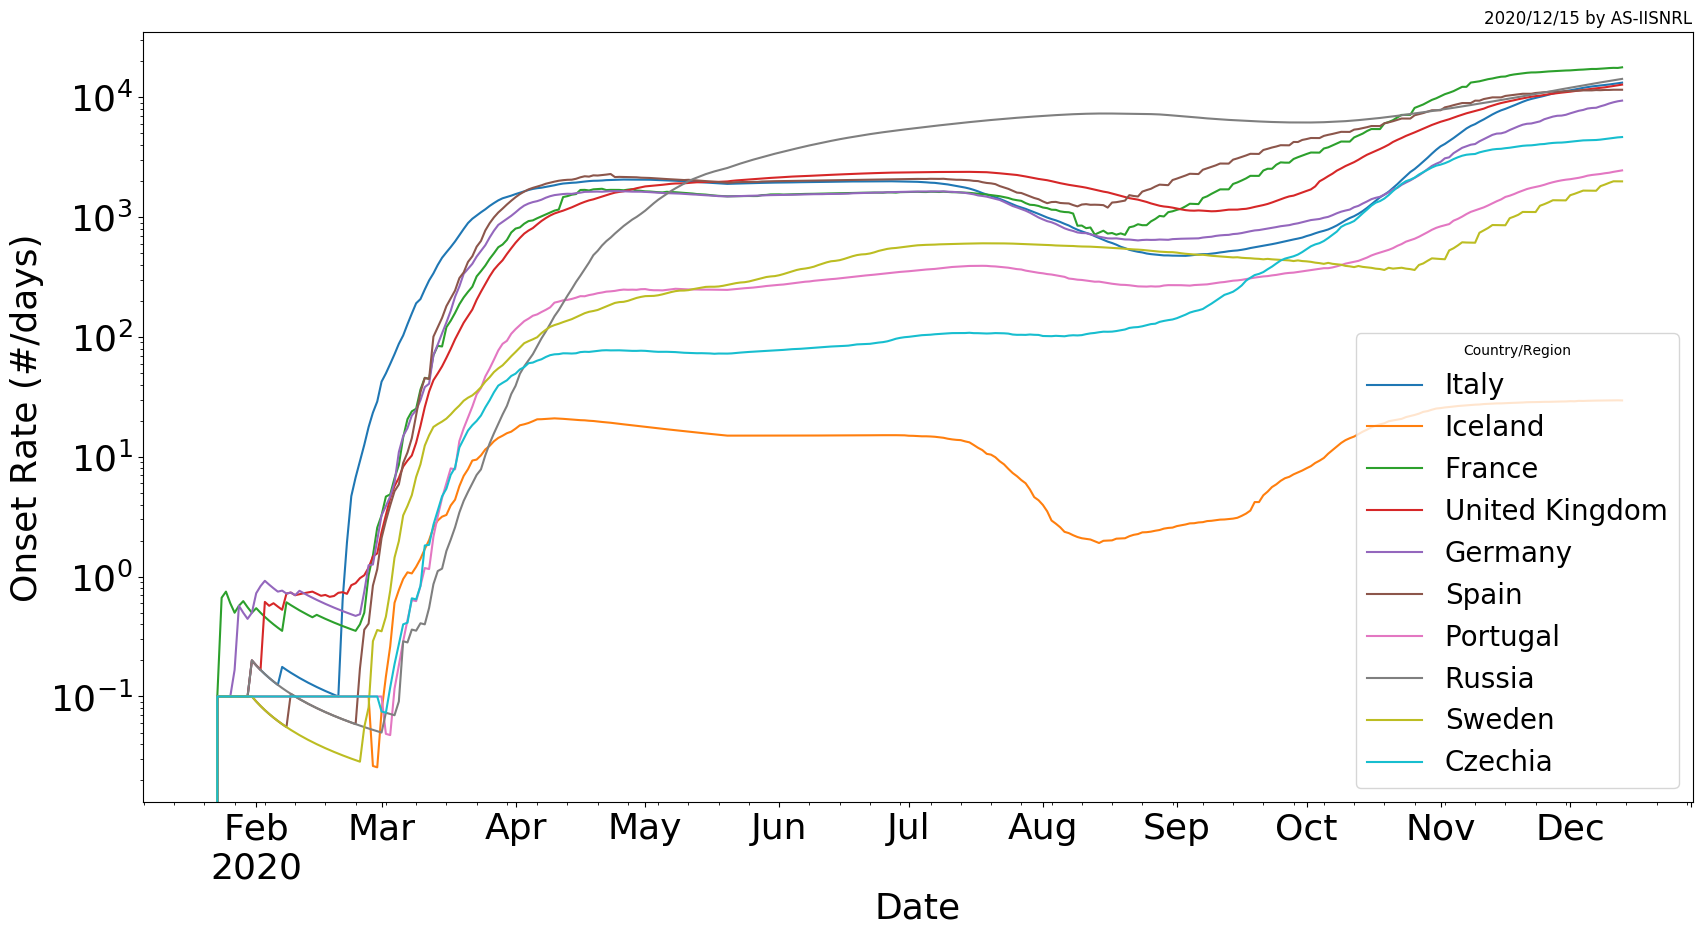 2020/12/15 by AS-IISNRL
Onset Rate (#/days)
10^4
10^3
10^2
10^1
10^0
10^−1
Country/Region
Italy
Iceland
France
United Kingdom
Germany
Spain
Portugal
Russia
Sweden
Czechia
Feb Mar Apr May Jun Jul Aug Sep Oct Nov Dec
2020
Date